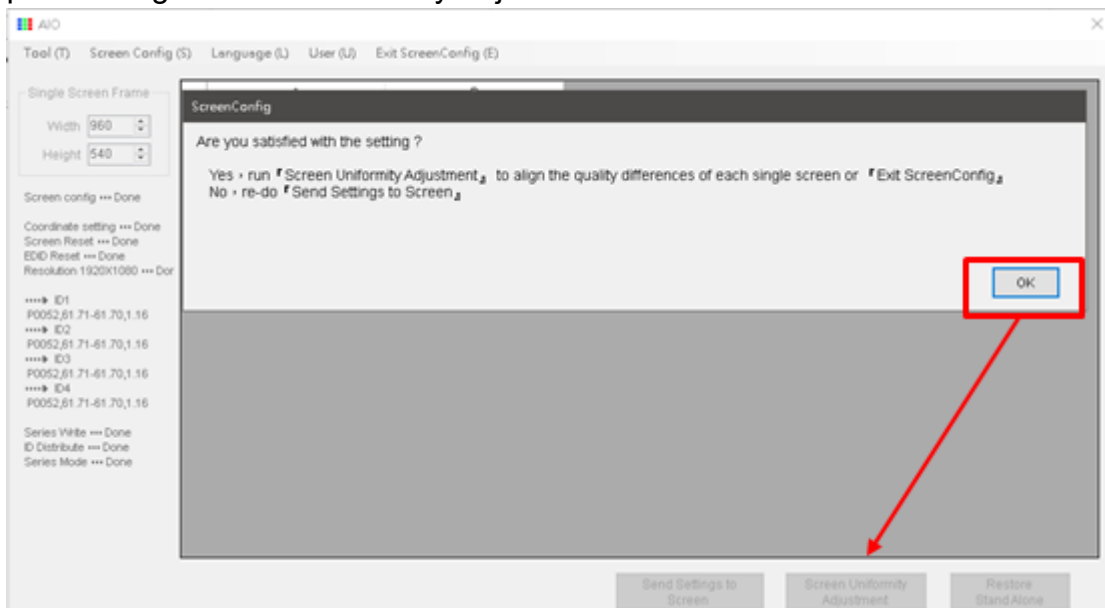 AIO
Tool (T) Screen Config (S) Language (L) User (U) Exit ScreenConfig (E)
Single Screen Frame
Width 960
Height 540
Screen config ••• Done
Coordinate setting ••• Done
Screen Reset ••• Done
EDID Reset ••• Done
Resolution 1920X1080 ••• Dor
ID1
P0052,61.71-61.70,1.16
ID2
P0052,61.71-61.70,1.16
ID3
P0052,61.71-61.70,1.16
ID4
P0052,61.71-61.70,1.16
Series Write ••• Done
ID Distribute ••• Done
Series Mode ••• Done
ScreenConfig
Are you satisfied with the setting ?
Yes，run『Screen Uniformity Adjustment』 to align the quality differences of each single screen or 『Exit ScreenConfig』
No，re-do『Send Settings to Screen』
OK
Send Settings to
Screen
Screen Uniformity
Adjustment
Restore
Stand Alone